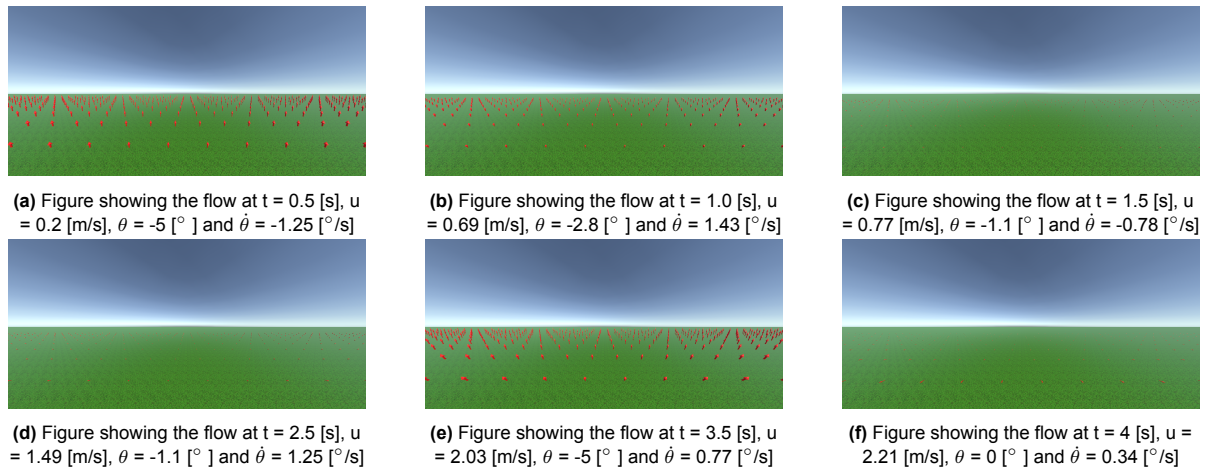 (a) Figure showing the flow at t = 0.5 [s], u
= 0.2 [m/s], θ = -5 [° ] and θ̇ = -1.25 [°/s]
(b) Figure showing the flow at t = 1.0 [s], u
= 0.69 [m/s], θ = -2.8 [° ] and θ̇ = 1.43 [°/s]
(c) Figure showing the flow at t = 1.5 [s], u
= 0.77 [m/s], θ = -1.1 [° ] and θ̇ = -0.78 [°/s]
(d) Figure showing the flow at t = 2.5 [s], u
= 1.49 [m/s], θ = -1.1 [° ] and θ̇ = 1.25 [°/s]
(e) Figure showing the flow at t = 3.5 [s], u
= 2.03 [m/s], θ = -5 [° ] and θ̇ = 0.77 [°/s]
(f) Figure showing the flow at t = 4 [s], u =
2.21 [m/s], θ = 0 [° ] and θ̇ = 0.34 [°/s]